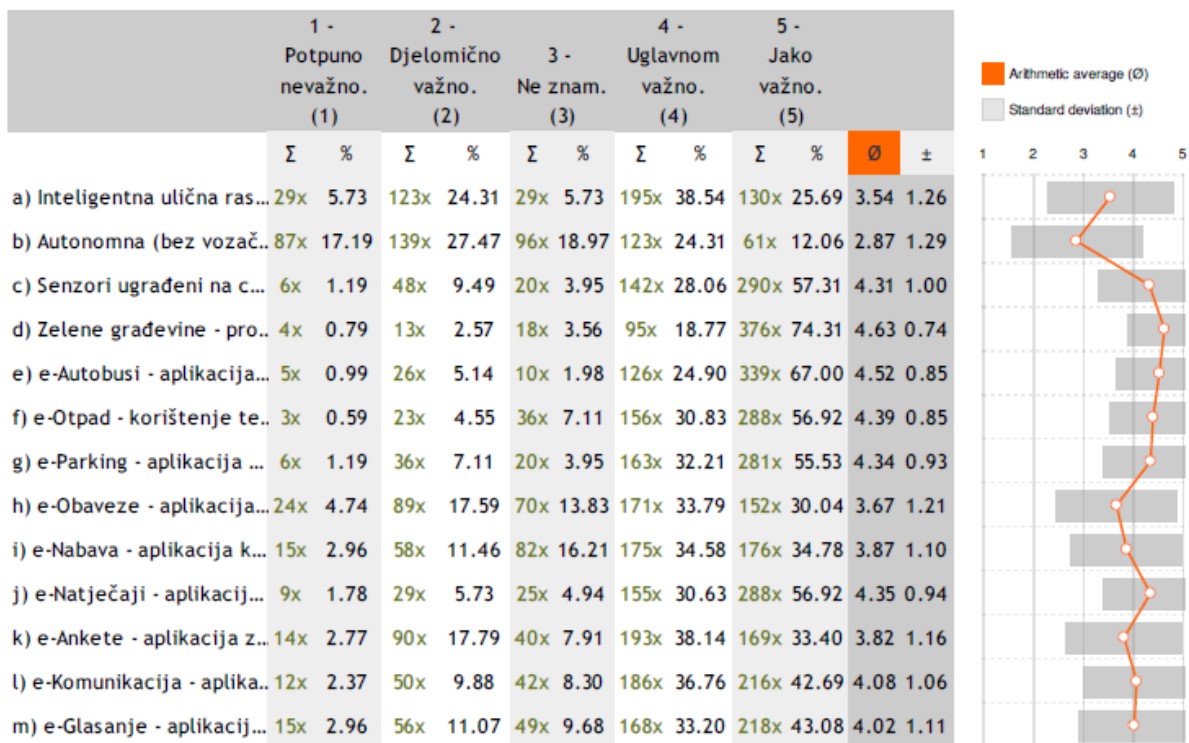 1 - 2 - 4 - 5 -
Potpuno Djelomično 3 - Uglavnom Jako
nevažno. važno. Ne znam. važno. važno.
(1) (2) (3) (4) (5)
Arithmetic average (Ø)
Standard deviation (±)
Σ % Σ % Σ % Σ % Σ % Ø ± 1 2 3 4 5
a) Inteligentna ulična ras... 29x 5.73 123x 24.31 29x 5.73 195x 38.54 130x 25.69 3.54 1.26
b) Autonomna (bez vozač... 87x 17.19 139x 27.47 96x 18.97 123x 24.31 61x 12.06 2.87 1.29
c) Senzori ugrađeni na c... 6x 1.19 48x 9.49 20x 3.95 142x 28.06 290x 57.31 4.31 1.00
d) Zelene građevine - pro... 4x 0.79 13x 2.57 18x 3.56 95x 18.77 376x 74.31 4.63 0.74
e) e-Autobusi - aplikacija... 5x 0.99 26x 5.14 10x 1.98 126x 24.90 339x 67.00 4.52 0.85
f) e-Otpad - korištenje te... 3x 0.59 23x 4.55 36x 7.11 156x 30.83 288x 56.92 4.39 0.85
g) e-Parking - aplikacija ... 6x 1.19 36x 7.11 20x 3.95 163x 32.21 281x 55.53 4.34 0.93
h) e-Obaveze - aplikacija... 24x 4.74 89x 17.59 70x 13.83 171x 33.79 152x 30.04 3.67 1.21
i) e-Nabava - aplikacija k... 15x 2.96 58x 11.46 82x 16.21 175x 34.58 176x 34.78 3.87 1.10
j) e-Natječaji - aplikacij... 9x 1.78 29x 5.73 25x 4.94 155x 30.63 288x 56.92 4.35 0.94
k) e-Ankete - aplikacija z... 14x 2.77 90x 17.79 40x 7.91 193x 38.14 169x 33.40 3.82 1.16
l) e-Komunikacija - aplika... 12x 2.37 50x 9.88 42x 8.30 186x 36.76 216x 42.69 4.08 1.06
m) e-Glasanje - aplikacij... 15x 2.96 56x 11.07 49x 9.68 168x 33.20 218x 43.08 4.02 1.11